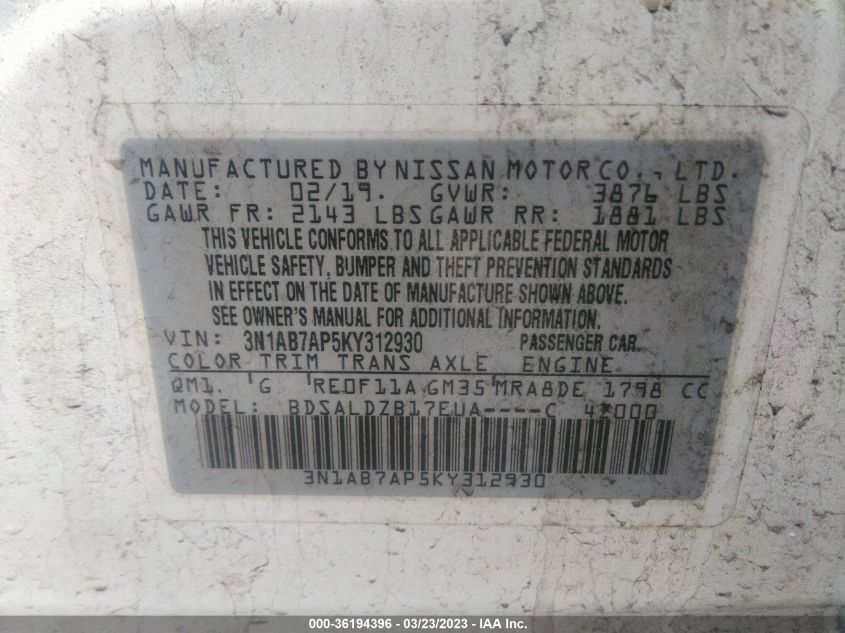 MANUFACTURED BY NISSAN MOTOR CO., LTD.
DATE: 02/19. GVWR: 3876 LBS
GAWR FR: 2143 LBS GAWR RR: 1881 LBS
THIS VEHICLE CONFORMS TO ALL APPLICABLE FEDERAL MOTOR
VEHICLE SAFETY, BUMPER AND THEFT PREVENTION STANDARDS
IN EFFECT ON THE DATE OF MANUFACTURE SHOWN ABOVE.
SEE OWNER'S MANUAL FOR ADDITIONAL INFORMATION.
VIN: 3N1AB7AP5KY312930 PASSENGER CAR.
COLOR TRIM TRANS AXLE ENGINE
QM1 G RE0F11A GM35 MRA8DE 1798 CC
MODEL: BDSALDZB17EUA----C
3N1AB7AP5KY312930
000-36194396 - 03/23/2023 - IAA Inc.